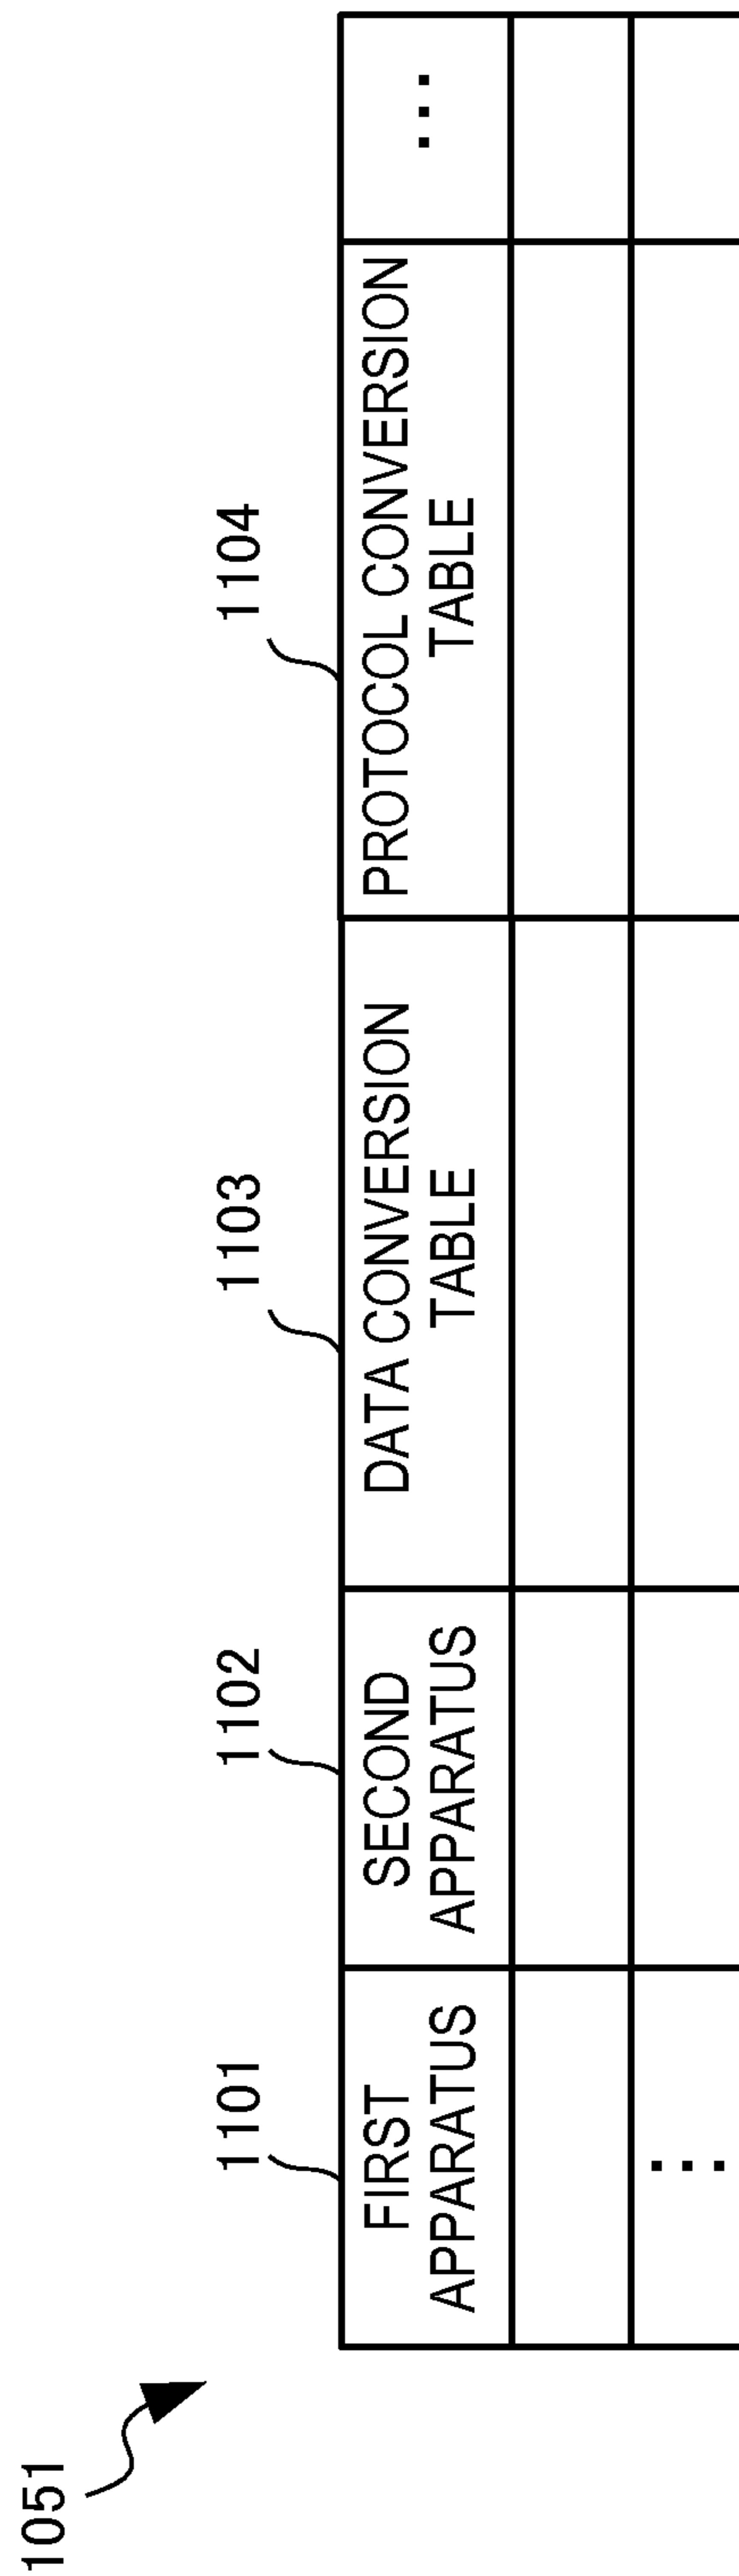 1051
1101
1102
1103
1104
FIRST
APPARATUS
SECOND
APPARATUS
DATA CONVERSION
TABLE
PROTOCOL CONVERSION
TABLE
...
...